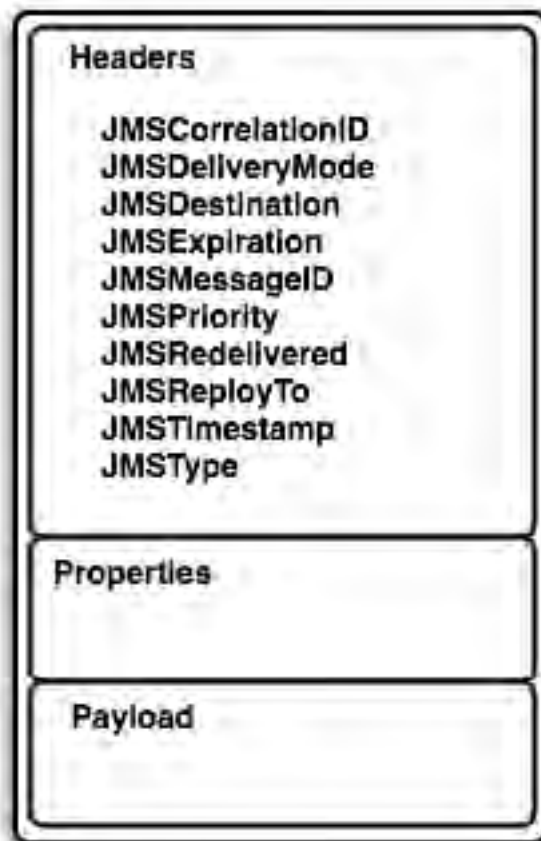 Headers
JMSCorrelationID
JMSDeliveryMode
JMSDestination
JMSExpiration
JMSMessageID
JMSPriority
JMSRedelivered
JMSReployTo
JMSTimestamp
JMSType
Properties
Payload